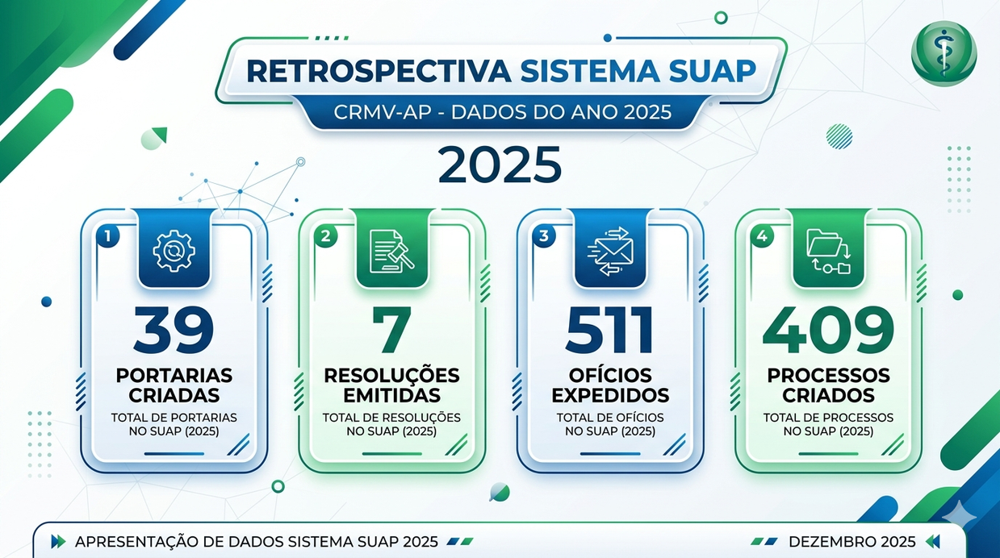 RETROSPECTIVA SISTEMA SUAP
CRMV-AP - DADOS DO ANO 2025
2025
1
39
PORTARIAS
CRIADAS
TOTAL DE PORTARIAS
NO SUAP (2025)
2
7
RESOLUÇÕES
EMITIDAS
TOTAL DE RESOLUÇÕES
NO SUAP (2025)
3
511
OFÍCIOS
EXPEDIDOS
TOTAL DE OFÍCIOS
NO SUAP (2025)
4
409
PROCESSOS
CRIADOS
TOTAL DE PROCESSOS
NO SUAP (2025)
APRESENTAÇÃO DE DADOS SISTEMA SUAP 2025
DEZEMBRO 2025